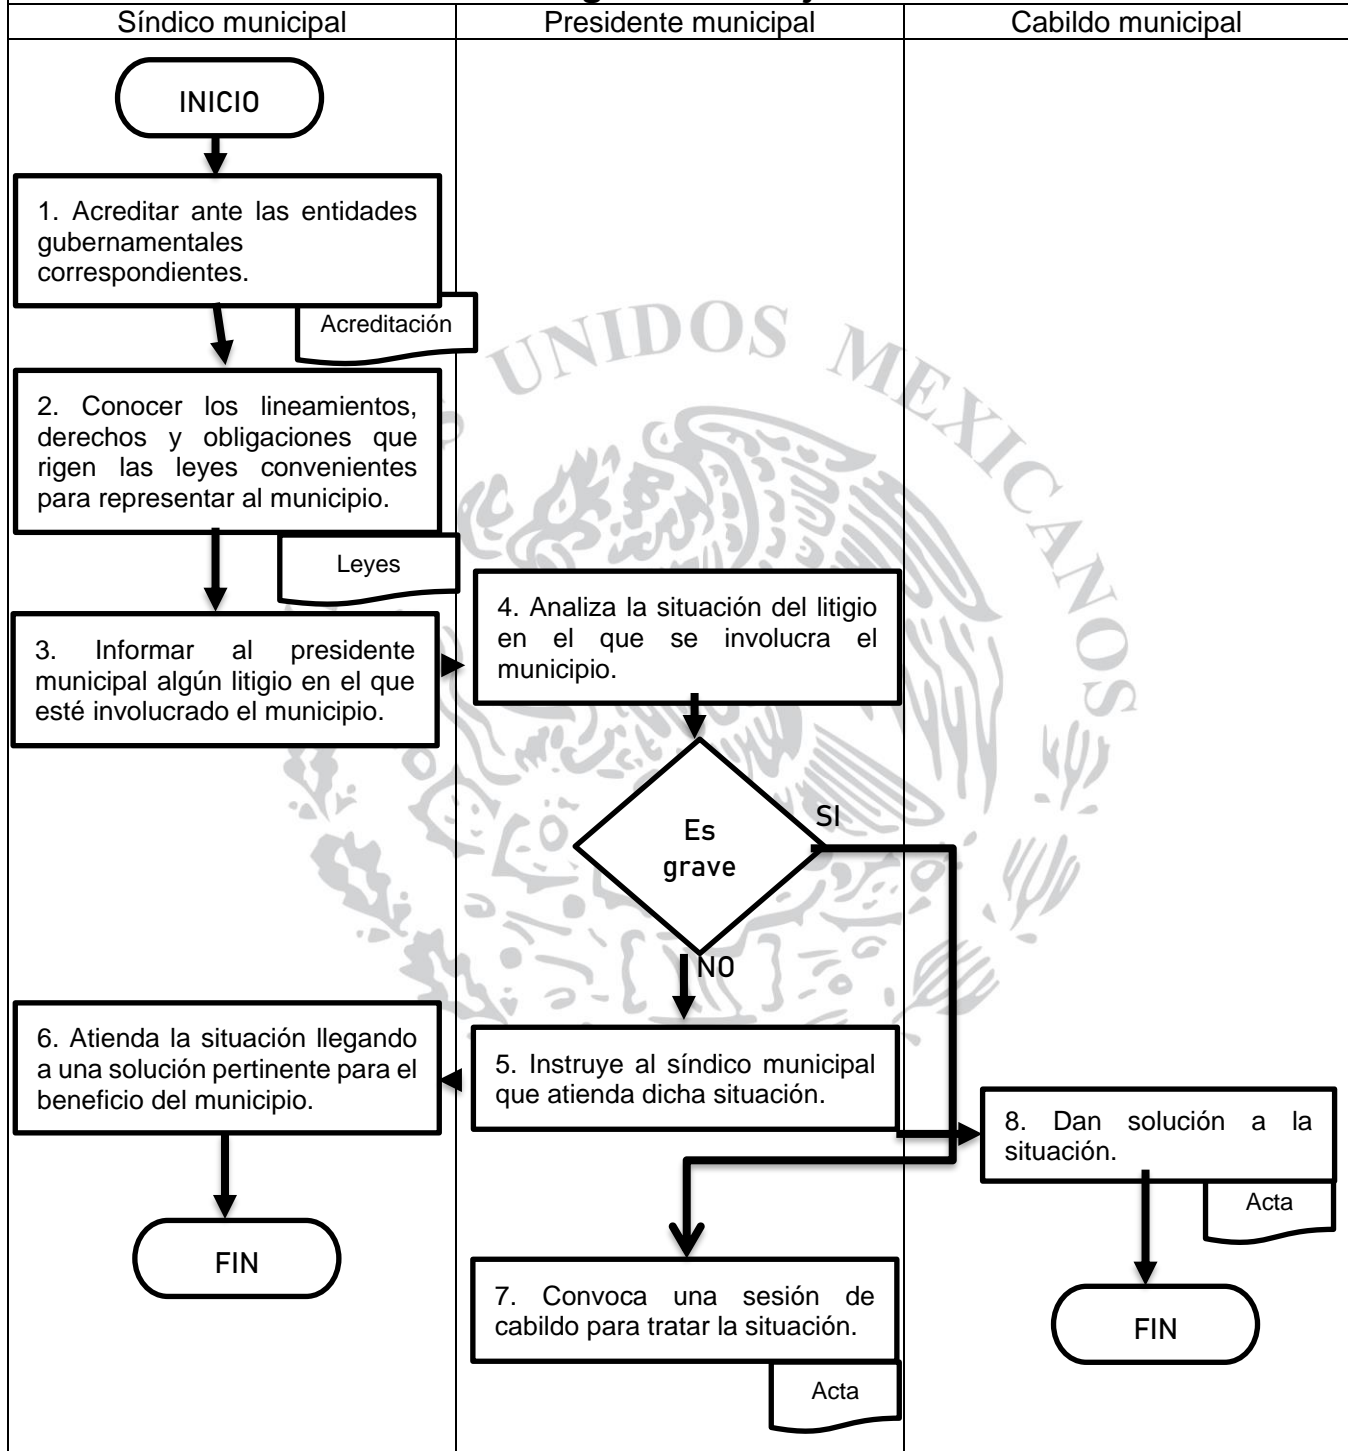 Síndico municipal
Presidente municipal
Cabildo municipal
INICIO
1. Acreditar ante las entidades
gubernamentales
correspondientes.
Acreditación
2. Conocer los lineamientos,
derechos y obligaciones que
rigen las leyes convenientes
para representar al municipio.
Leyes
3. Informar al presidente
municipal algún litigio en el que
esté involucrado el municipio.
4. Analiza la situación del litigio
en el que se involucra el
municipio.
Es
grave
SI
NO
5. Instruye al síndico municipal
que atienda dicha situación.
6. Atienda la situación llegando
a una solución pertinente para el
beneficio del municipio.
FIN
7. Convoca una sesión de
cabildo para tratar la situación.
Acta
8. Dan solución a la
situación.
Acta
FIN
UNIDOS MEXICANOS